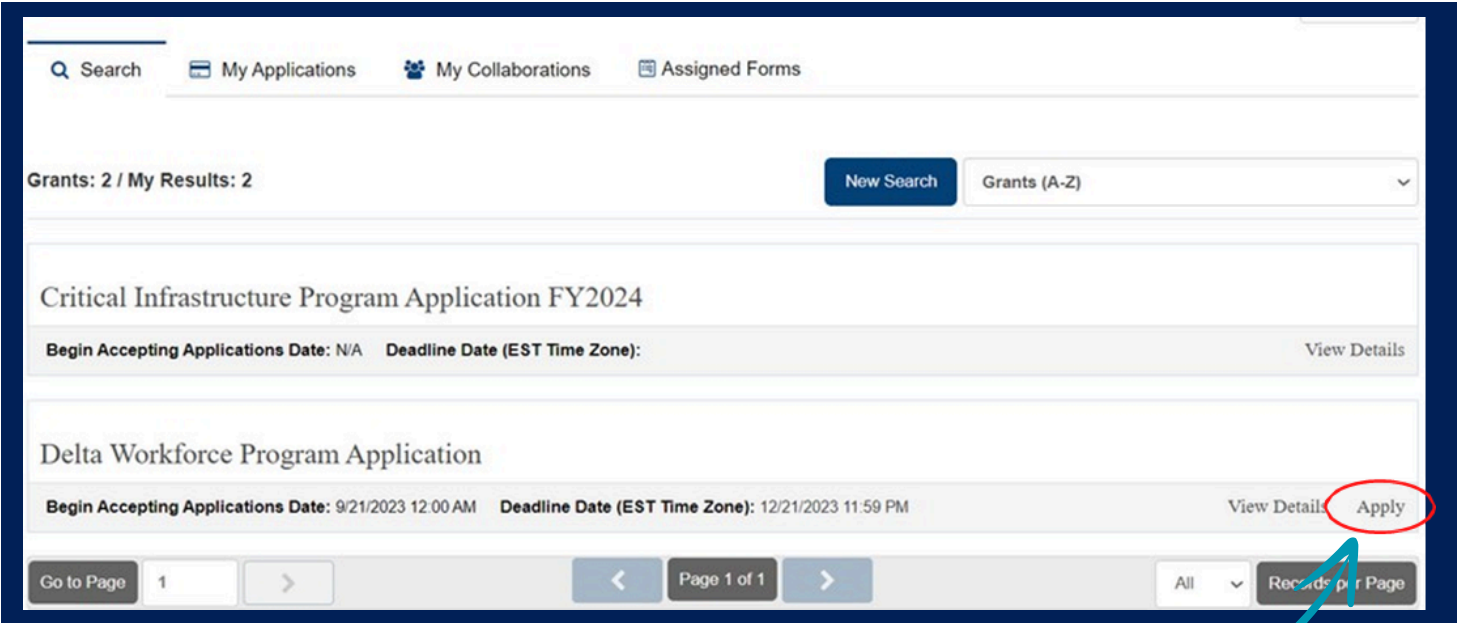 Search My Applications My Collaborations Assigned Forms
Grants: 2 / My Results: 2 New Search Grants (A-Z)
Critical Infrastructure Program Application FY2024
Begin Accepting Applications Date: N/A Deadline Date (EST Time Zone): View Details
Delta Workforce Program Application
Begin Accepting Applications Date: 9/21/2023 12:00 AM Deadline Date (EST Time Zone): 12/21/2023 11:59 PM View Details Apply
Go to Page 1 > < Page 1 of 1 > All Records per Page